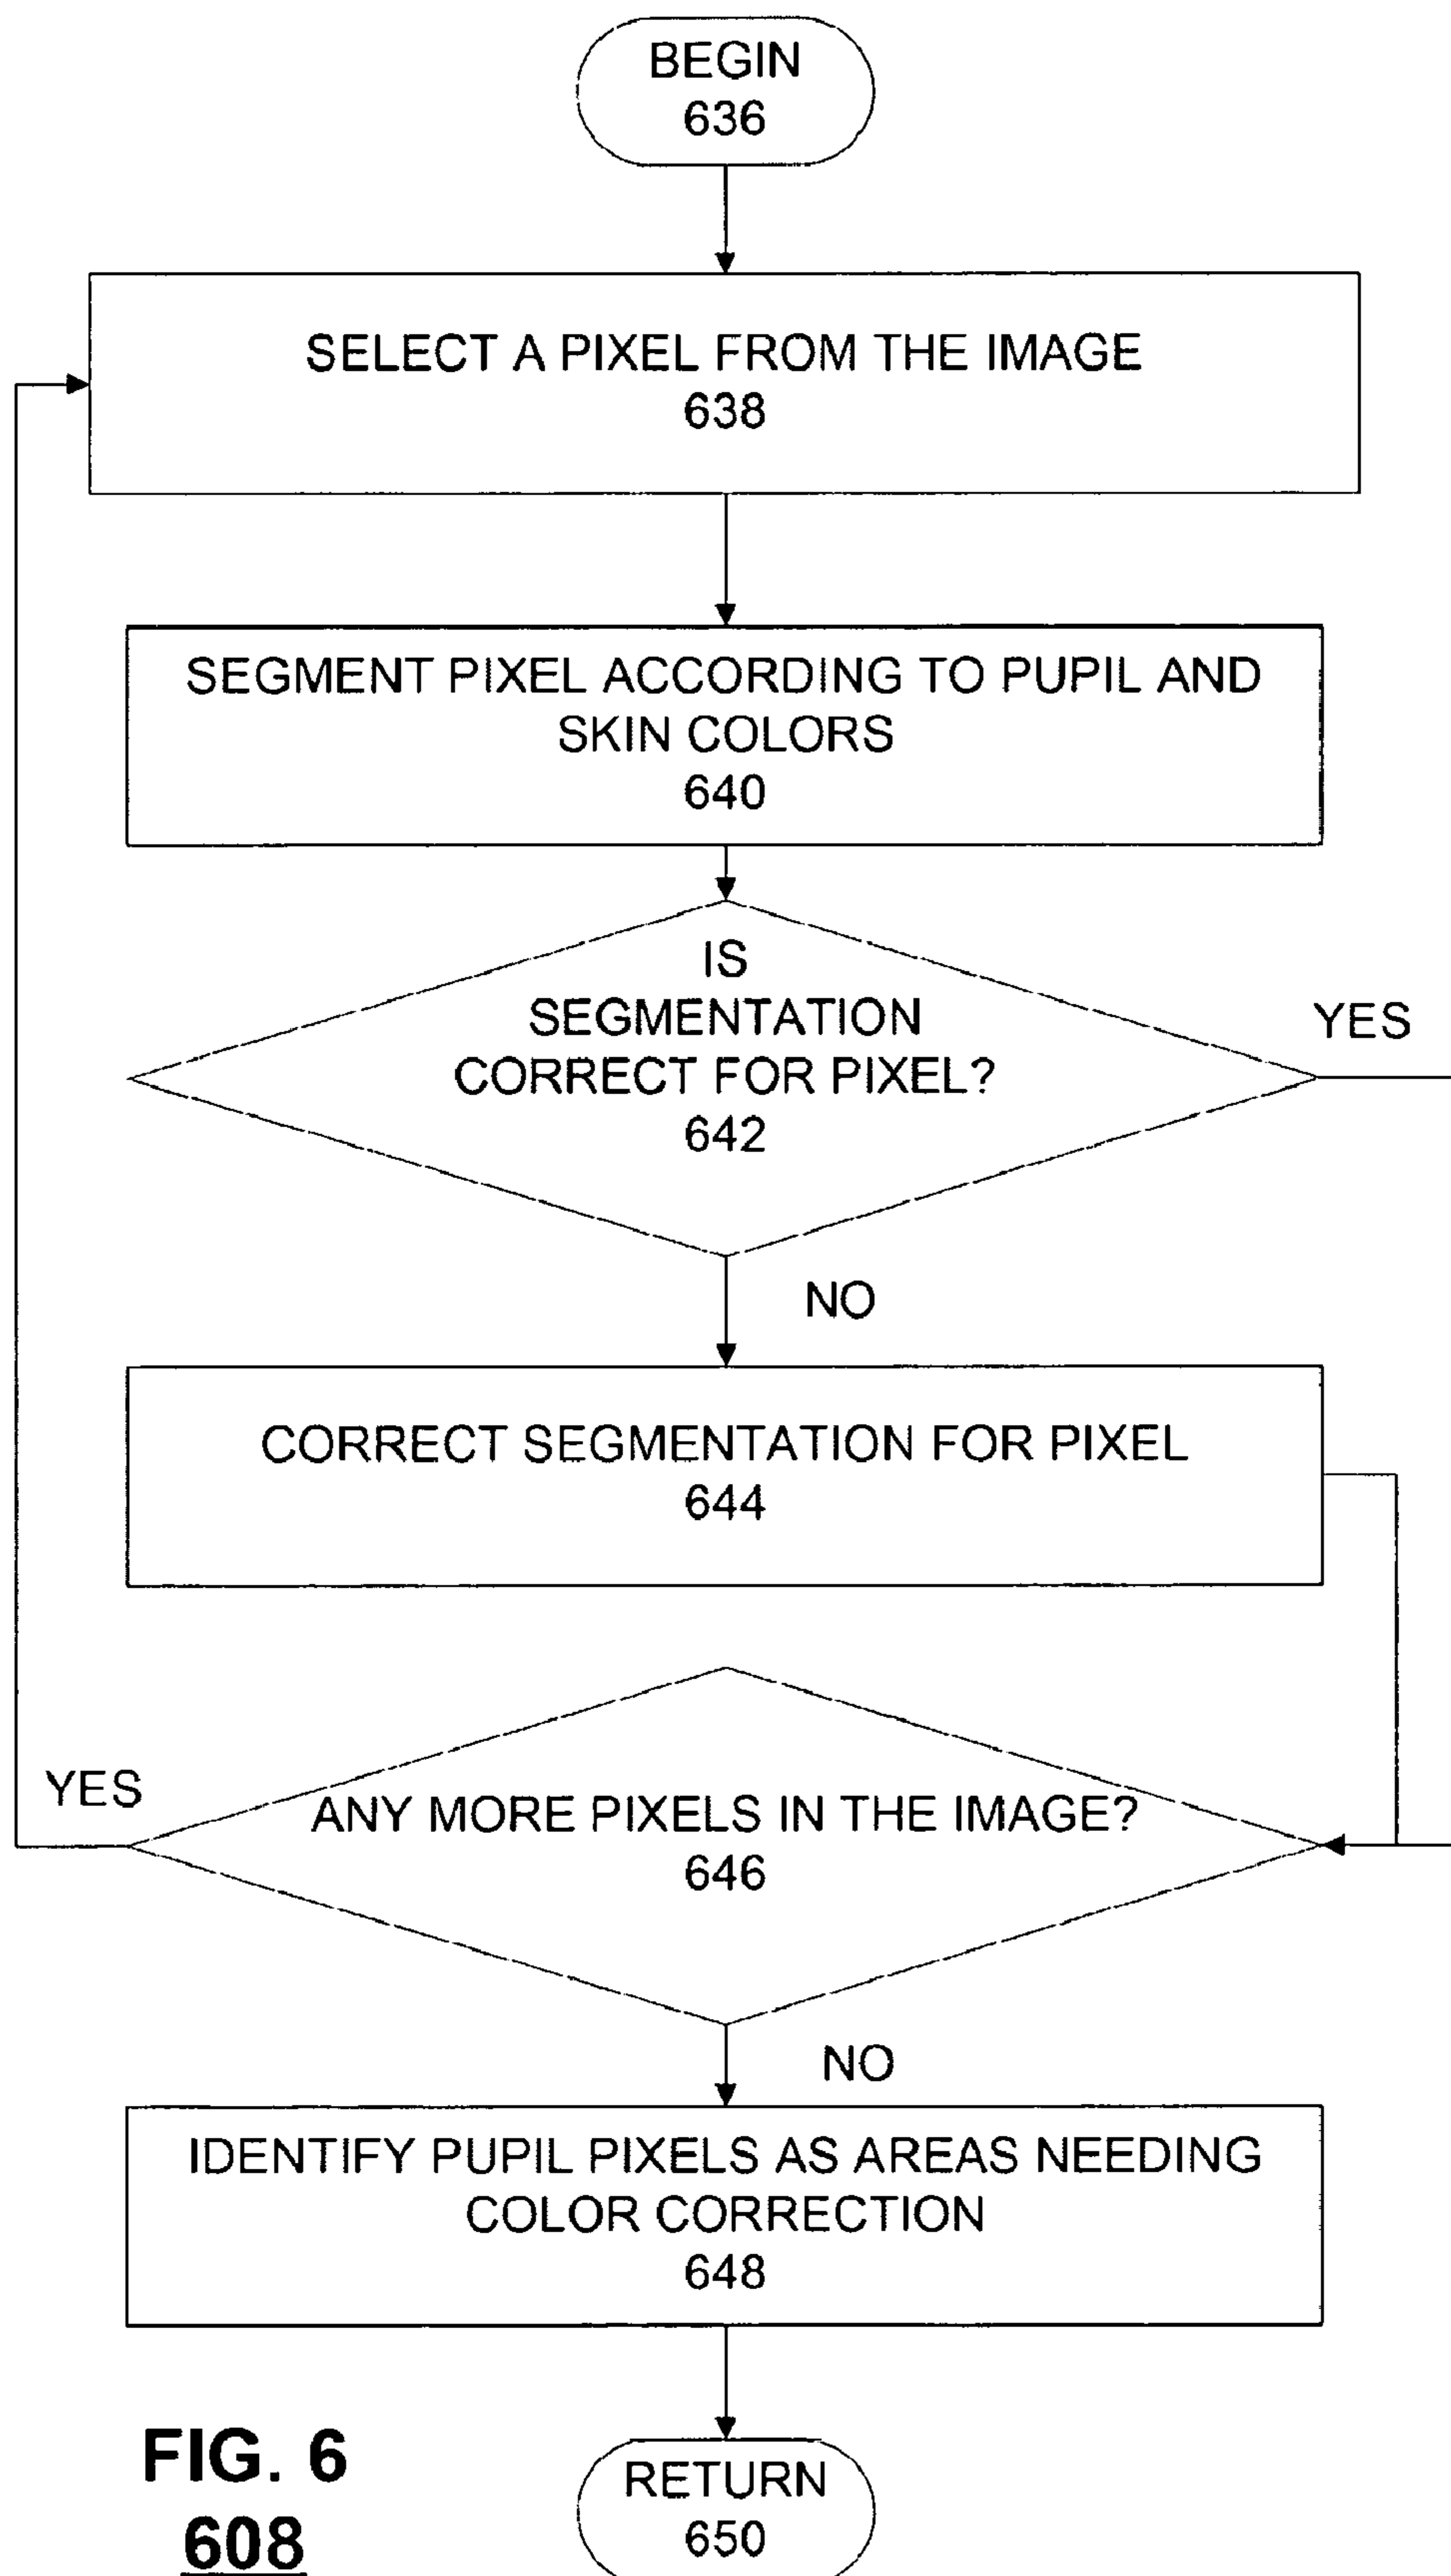 BEGIN
636
SELECT A PIXEL FROM THE IMAGE
638
SEGMENT PIXEL ACCORDING TO PUPIL AND
SKIN COLORS
640
IS
SEGMENTATION
CORRECT FOR PIXEL?
642
YES
NO
CORRECT SEGMENTATION FOR PIXEL
644
YES
ANY MORE PIXELS IN THE IMAGE?
646
NO
IDENTIFY PUPIL PIXELS AS AREAS NEEDING
COLOR CORRECTION
648
RETURN
650
FIG. 6
608